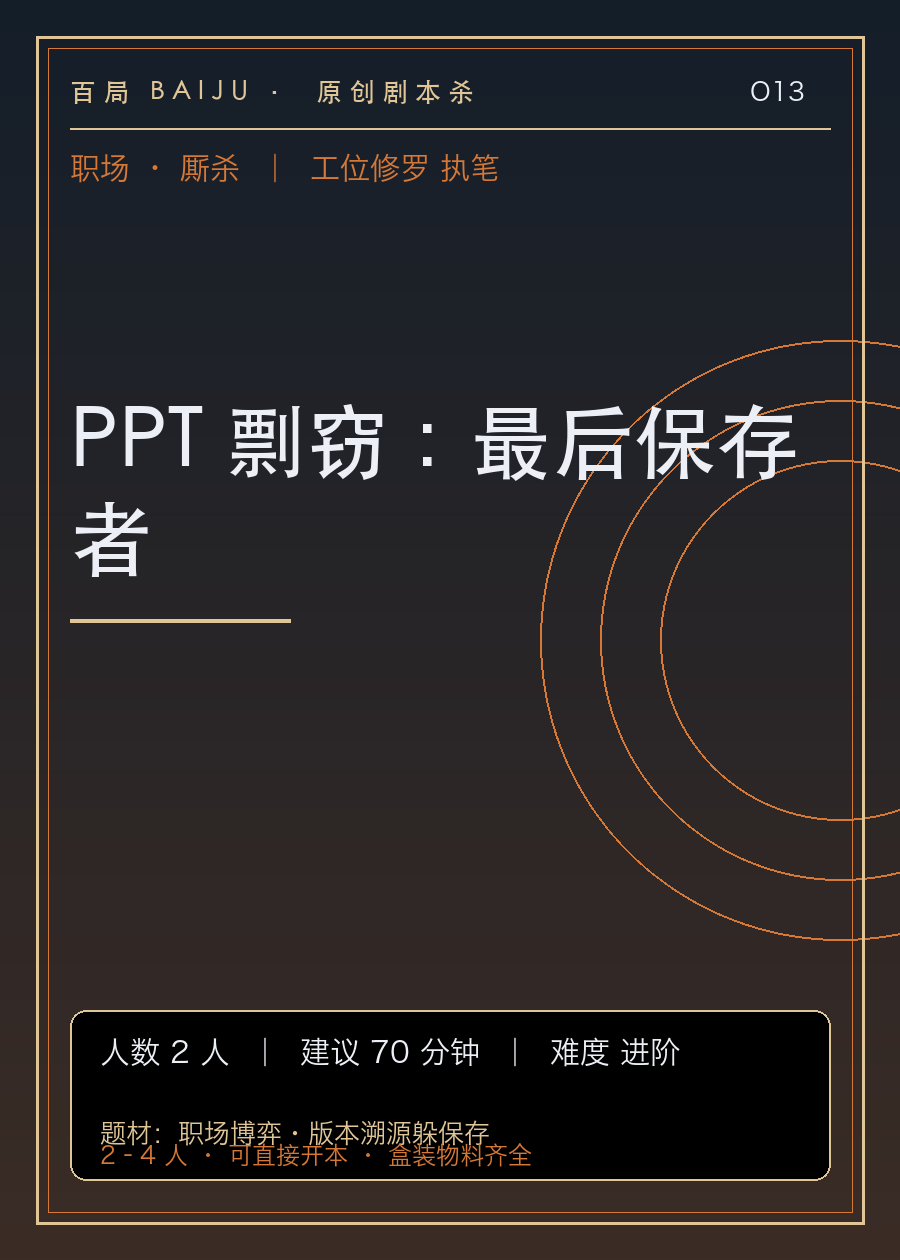 百局 BAIJU · 原创剧本杀 013
职场 · 厮杀 ｜ 工位修罗 执笔
PPT 剽窃：最后保存
者
人数 2 人 ｜ 建议 70 分钟 ｜ 难度 进阶
题材: 职场博弈·版本溯源躲保存
2-4 人 · 可直接开本 · 盒装物料齐全